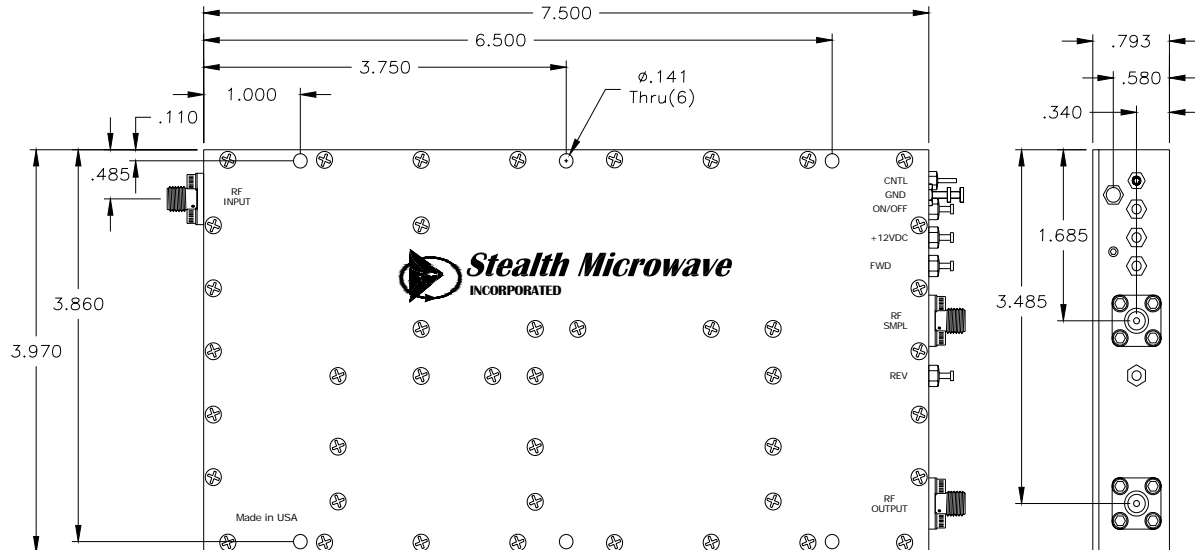 7.500
6.500
3.750
1.000
.110
.485
ø.141
Thru(6)
.793
.580
.340
RF
INPUT
CNTL
GND
ON/OFF
+12VDC
FWD
Stealth Microwave
INCORPORATED
1.685
3.485
3.860
3.970
RF
SMPL
REV
RF
OUTPUT
Made in USA